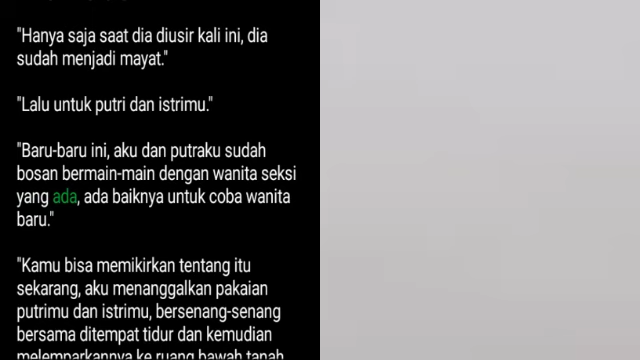 "Hanya saja saat dia diusir kali ini, dia
sudah menjadi mayat."
"Lalu untuk putri dan istrimu."
"Baru-baru ini, aku dan putraku sudah
bosan bermain-main dengan wanita seksi
yang ada, ada baiknya untuk coba wanita
baru."
"Kamu bisa memikirkan tentang itu
sekarang, aku menanggalkan pakaian
putrimu dan istrimu, bersenang-senang
bersama ditempat tidur dan kemudian
melemparkannya ke ruang bawah tanah